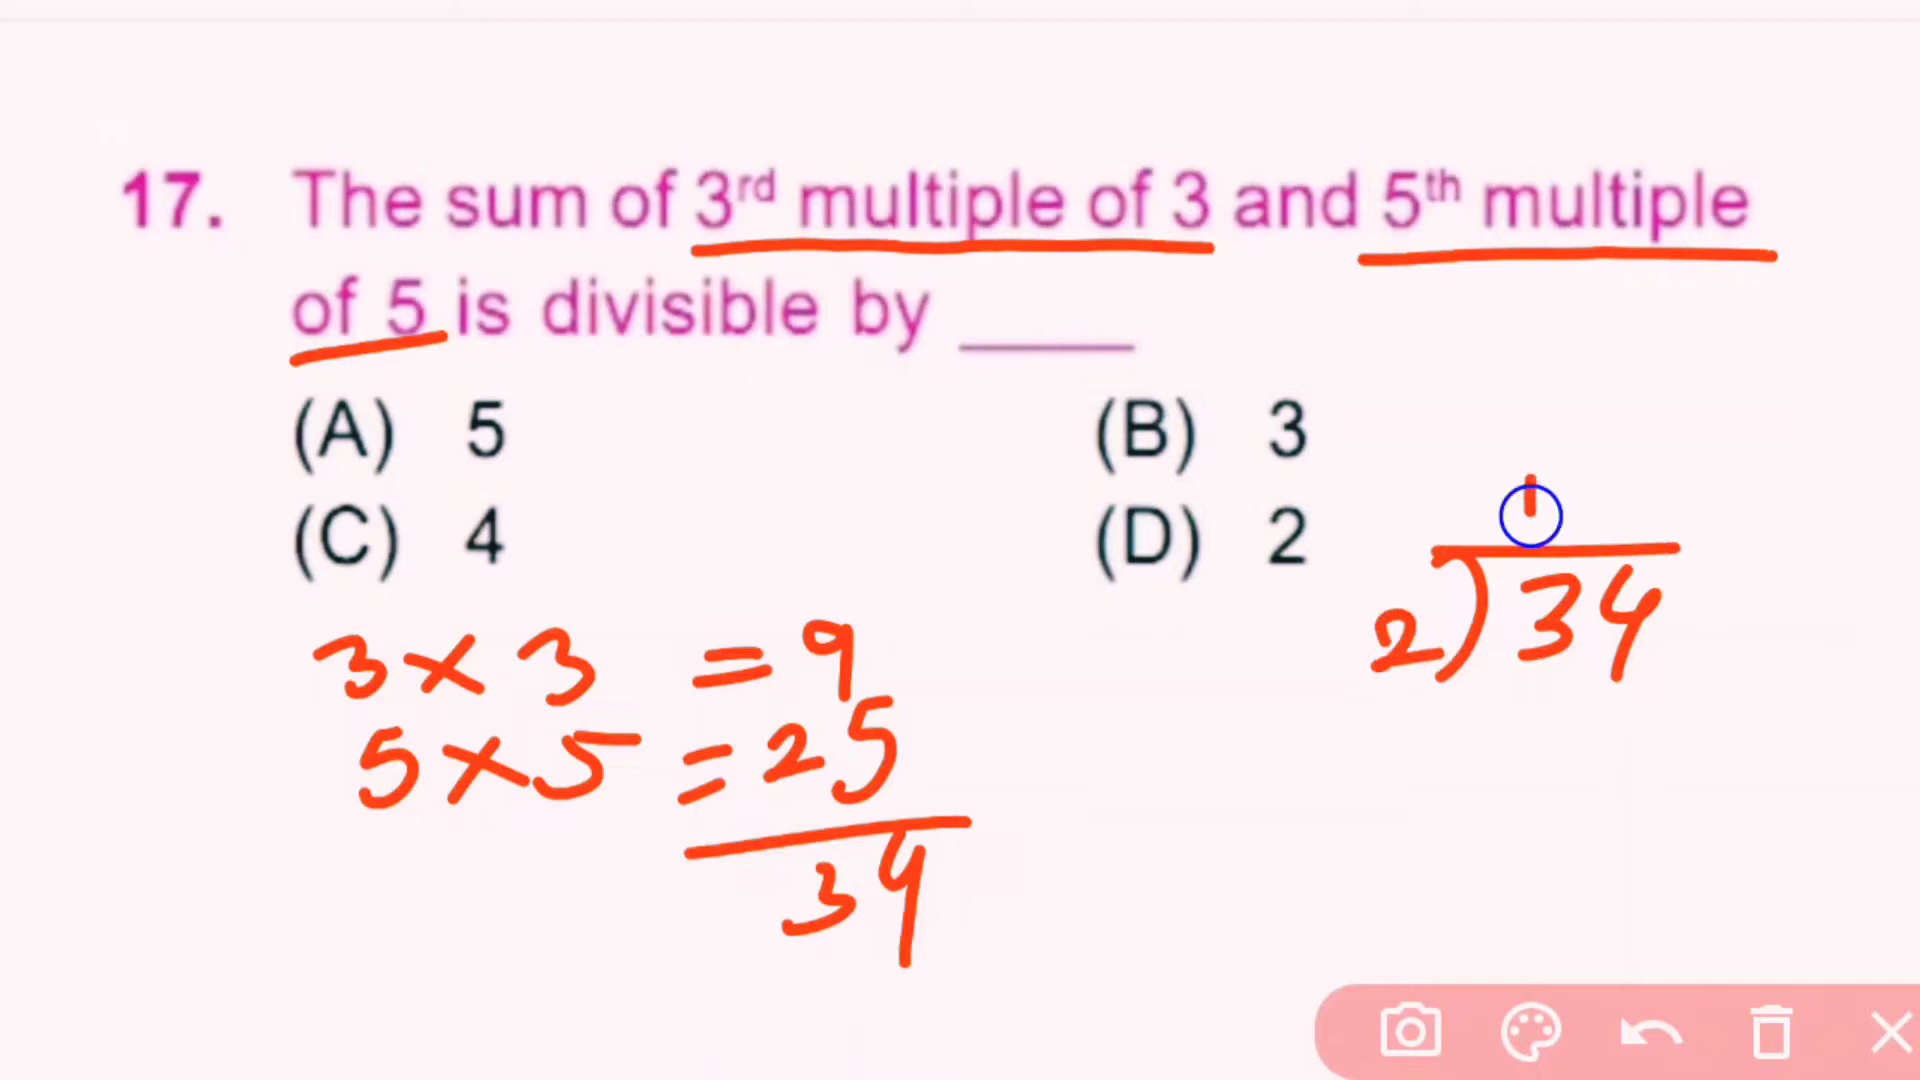 17. The sum of 3rd multiple of 3 and 5th multiple
of 5 is divisible by _____
(A) 5 (B) 3
(C) 4 (D) 2
1
2)34
3 × 3 = 9
5 × 5 = 25
34